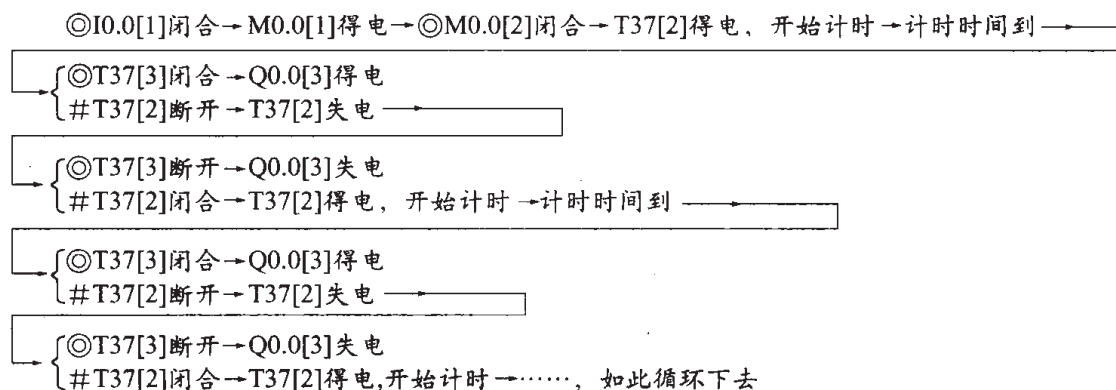 ◎I0.0[1]闭合→M0.0[1]得电→◎M0.0[2]闭合→T37[2]得电，开始计时→计时时间到
◎T37[3]闭合→Q0.0[3]得电
#T37[2]断开→T37[2]失电
◎T37[3]断开→Q0.0[3]失电
#T37[2]闭合→T37[2]得电，开始计时→计时时间到
◎T37[3]闭合→Q0.0[3]得电
#T37[2]断开→T37[2]失电
◎T37[3]断开→Q0.0[3]失电
#T37[2]闭合→T37[2]得电,开始计时→……，如此循环下去